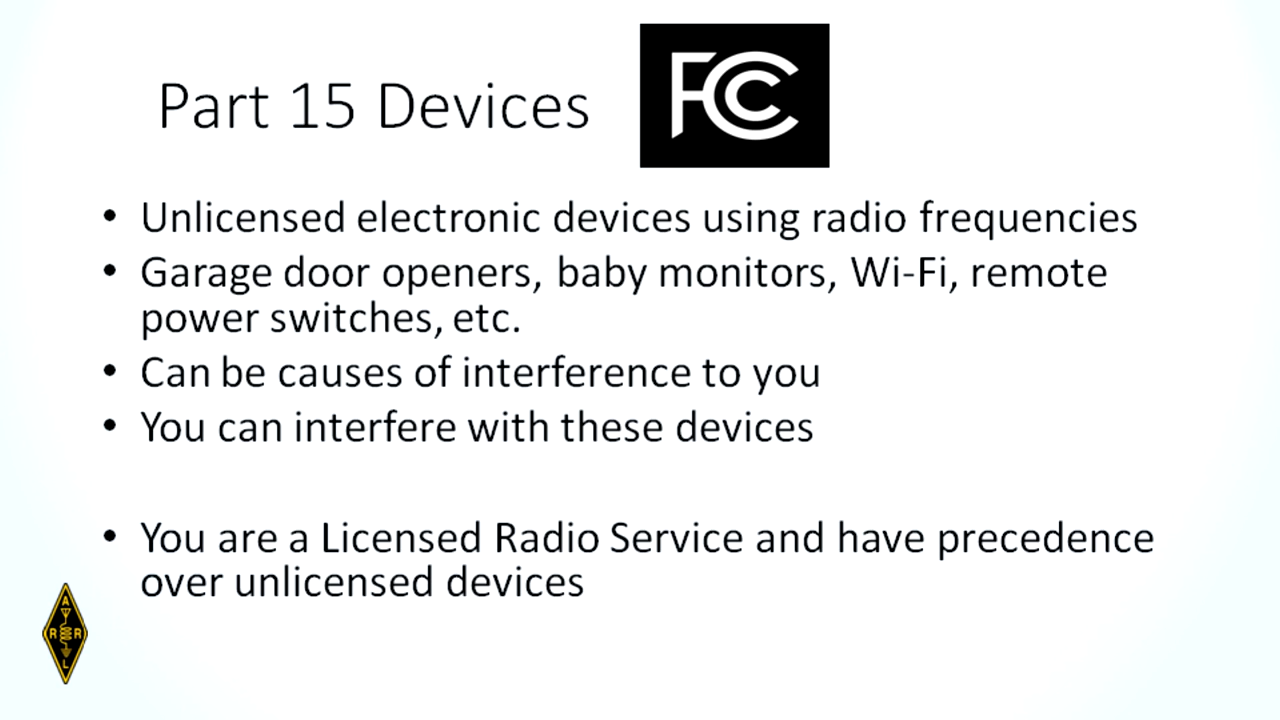 Part 15 Devices
FCC
• Unlicensed electronic devices using radio frequencies
• Garage door openers, baby monitors, Wi-Fi, remote
power switches, etc.
• Can be causes of interference to you
• You can interfere with these devices
• You are a Licensed Radio Service and have precedence
over unlicensed devices
A
R R
L